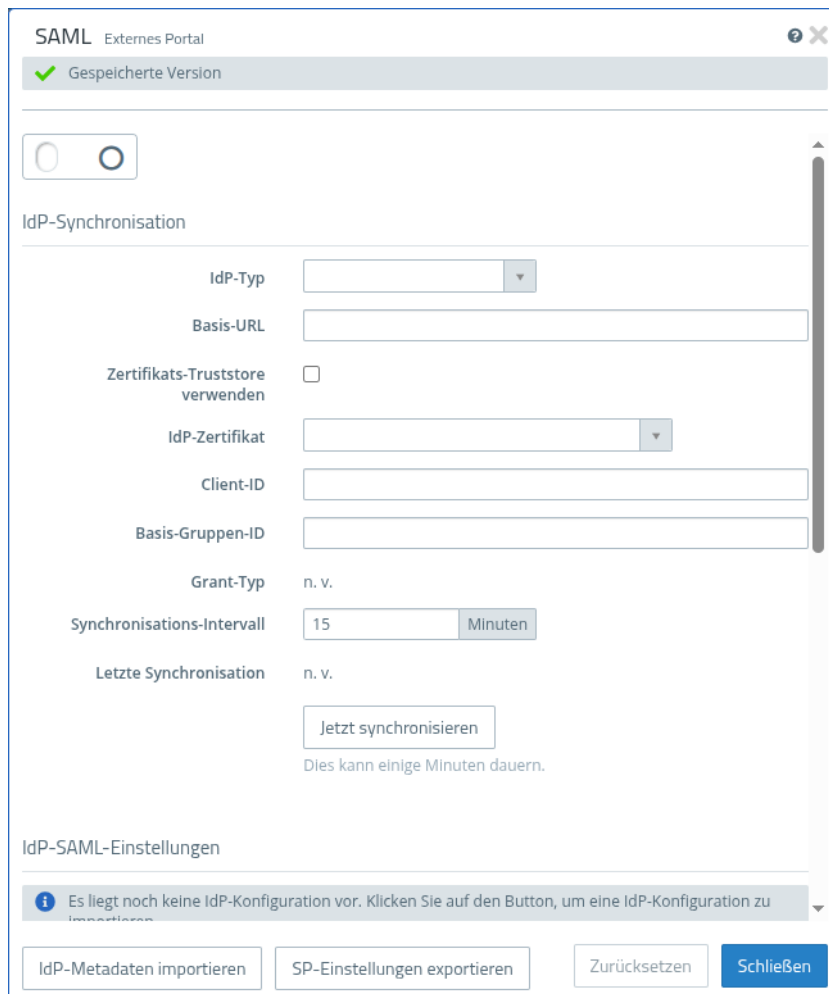 SAML Externes Portal
Gespeicherte Version
IdP-Synchronisation
IdP-Typ
Basis-URL
Zertifikats-Truststore
verwenden
IdP-Zertifikat
Client-ID
Basis-Gruppen-ID
Grant-Typ n. v.
Synchronisations-Intervall 15 Minuten
Letzte Synchronisation n. v.
Jetzt synchronisieren
Dies kann einige Minuten dauern.
IdP-SAML-Einstellungen
Es liegt noch keine IdP-Konfiguration vor. Klicken Sie auf den Button, um eine IdP-Konfiguration zu
importieren
IdP-Metadaten importieren SP-Einstellungen exportieren Zurücksetzen Schließen